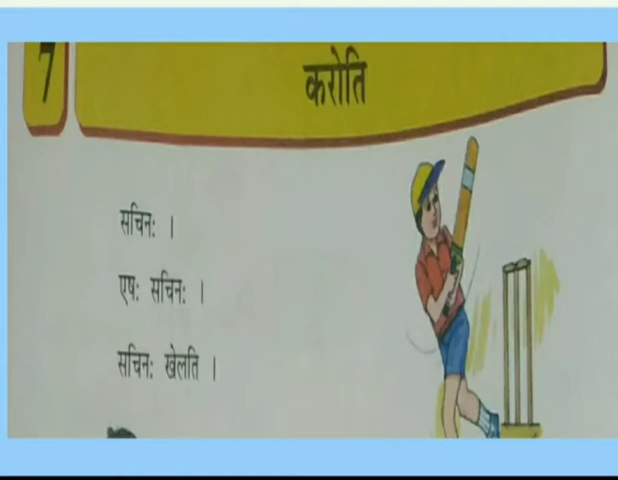 7
करोति
सचिनः ।
एषः सचिनः ।
सचिनः खेलति ।